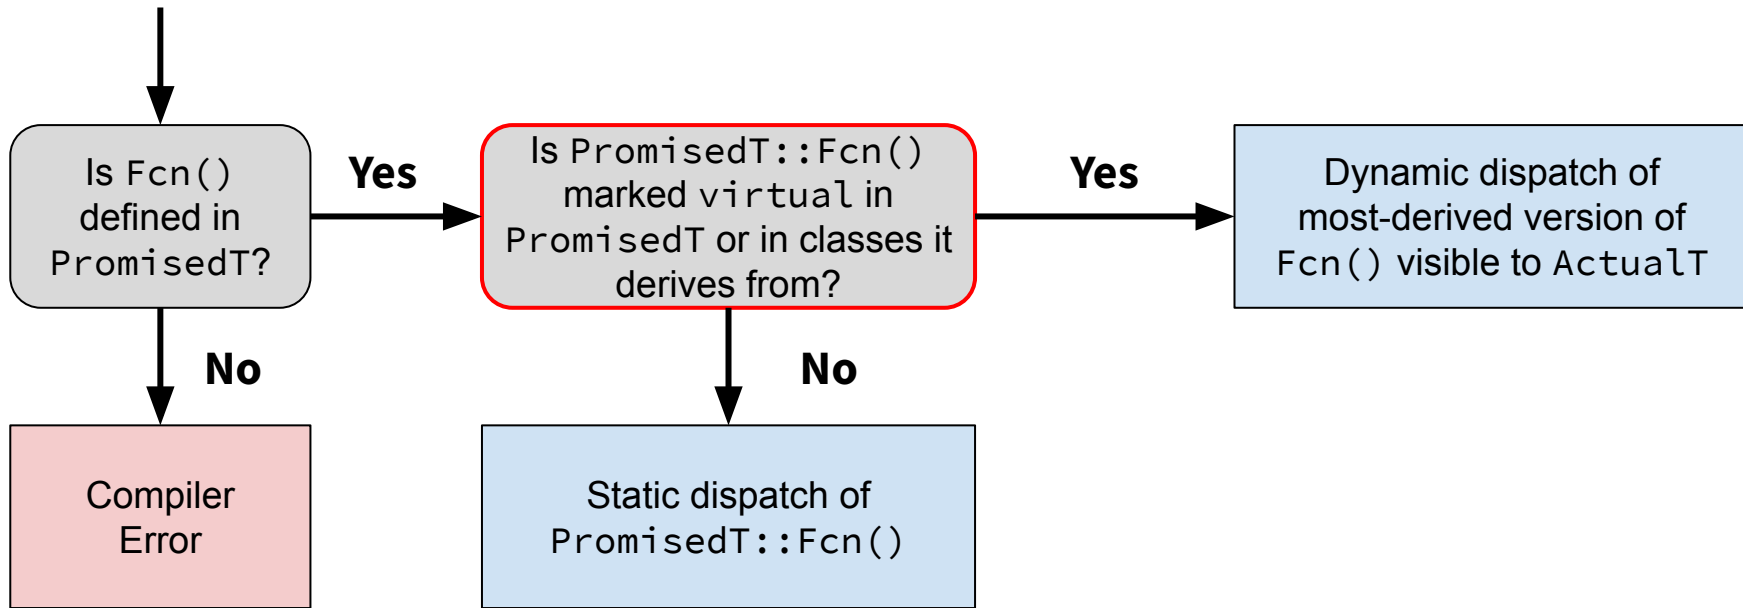 Is Fcn()
defined in
PromisedT?
Yes
Is PromisedT::Fcn()
marked virtual in
PromisedT or in classes it
derives from?
Yes
Dynamic dispatch of
most-derived version of
Fcn() visible to ActualT
No
No
Compiler
Error
Static dispatch of
PromisedT::Fcn()